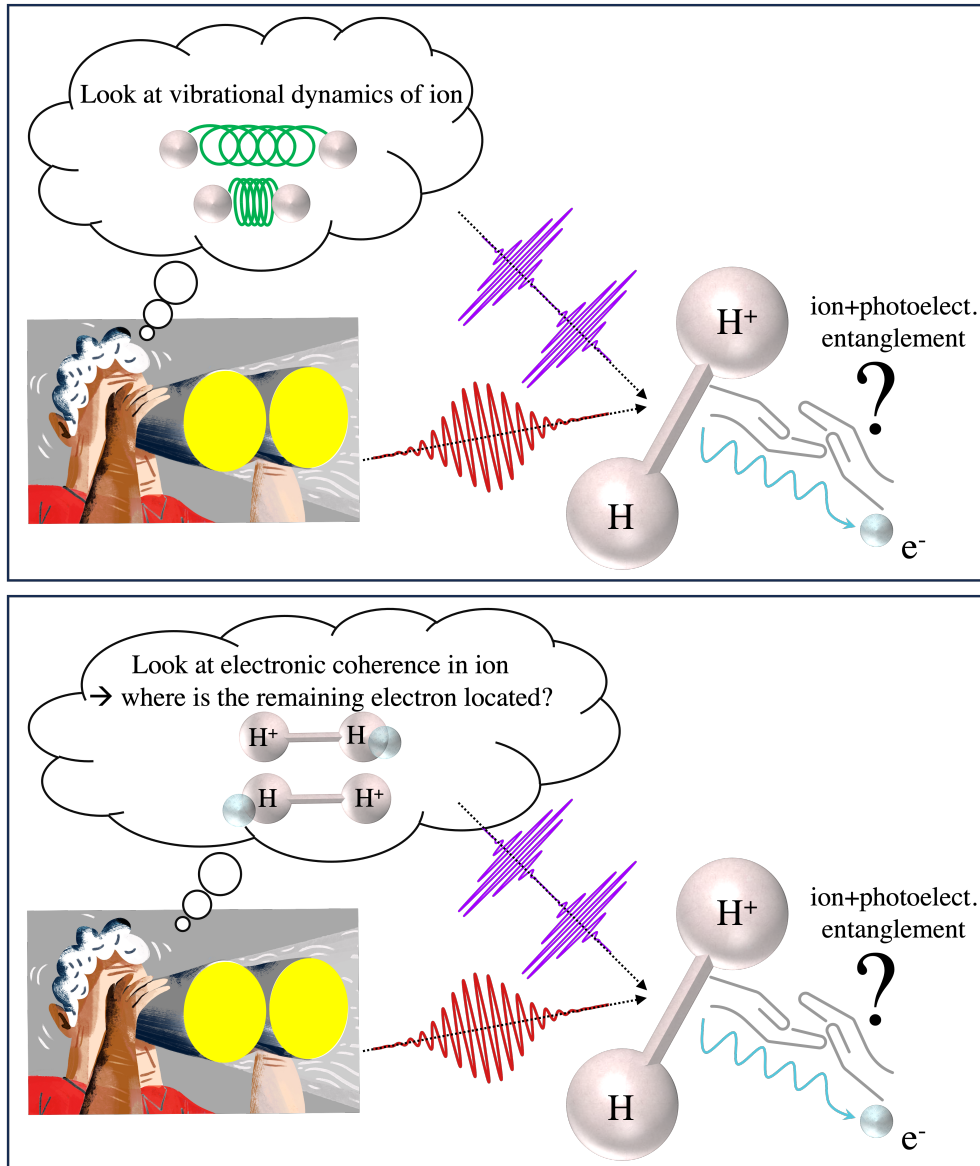 Look at vibrational dynamics of ion
H⁺
ion+photoelect.
entanglement
?
H
e⁻
Look at electronic coherence in ion
→ where is the remaining electron located?
H⁺ H
H H⁺
H⁺
ion+photoelect.
entanglement
?
H
e⁻